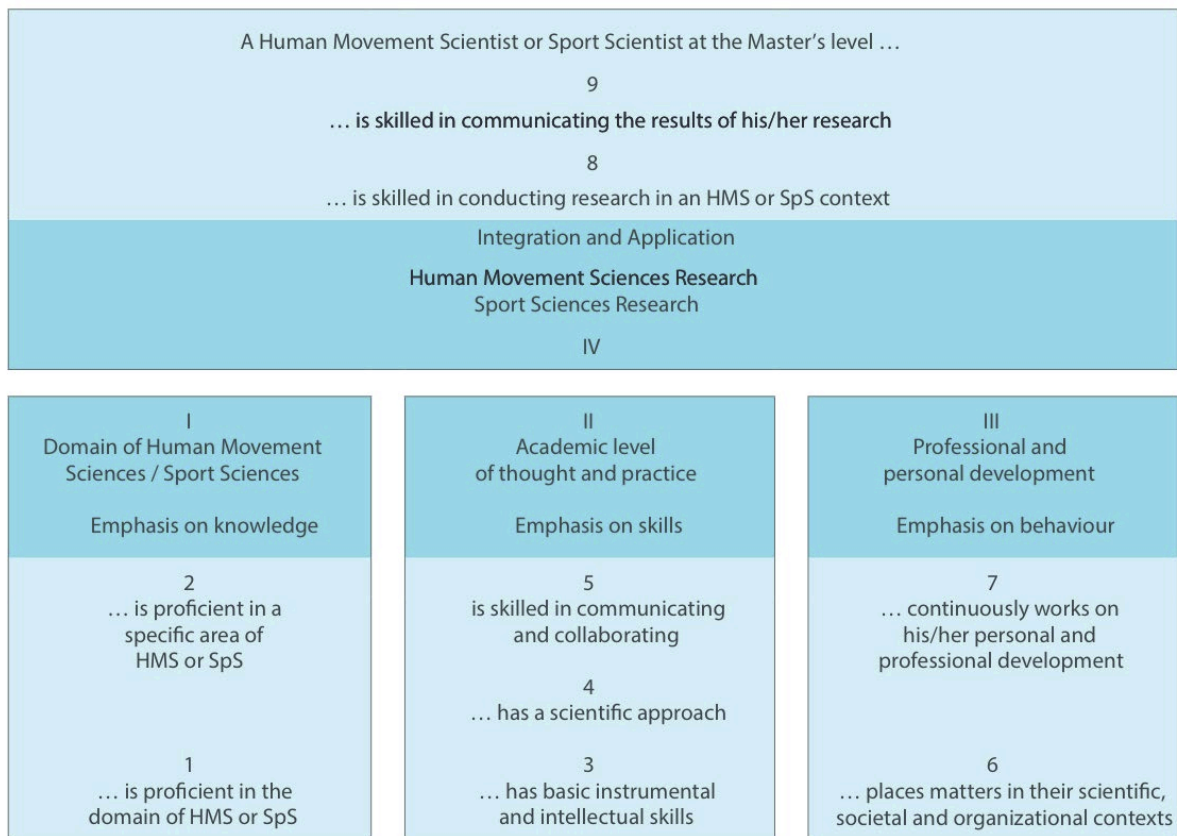 A Human Movement Scientist or Sport Scientist at the Master’s level …
9
… is skilled in communicating the results of his/her research
8
… is skilled in conducting research in an HMS or SpS context
Integration and Application
Human Movement Sciences Research
Sport Sciences Research
IV
I
Domain of Human Movement
Sciences / Sport Sciences
Emphasis on knowledge
2
… is proficient in a
specific area of
HMS or SpS
1
… is proficient in the
domain of HMS or SpS
II
Academic level
of thought and practice
Emphasis on skills
5
is skilled in communicating
and collaborating
4
… has a scientific approach
3
… has basic instrumental
and intellectual skills
III
Professional and
personal development
Emphasis on behaviour
7
… continuously works on
his/her personal and
professional development
6
… places matters in their scientific,
societal and organizational contexts